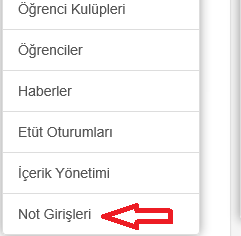 Öğrenci Kulüpleri
Öğrenciler
Haberler
Etüt Oturumları
İçerik Yönetimi
Not Girişleri